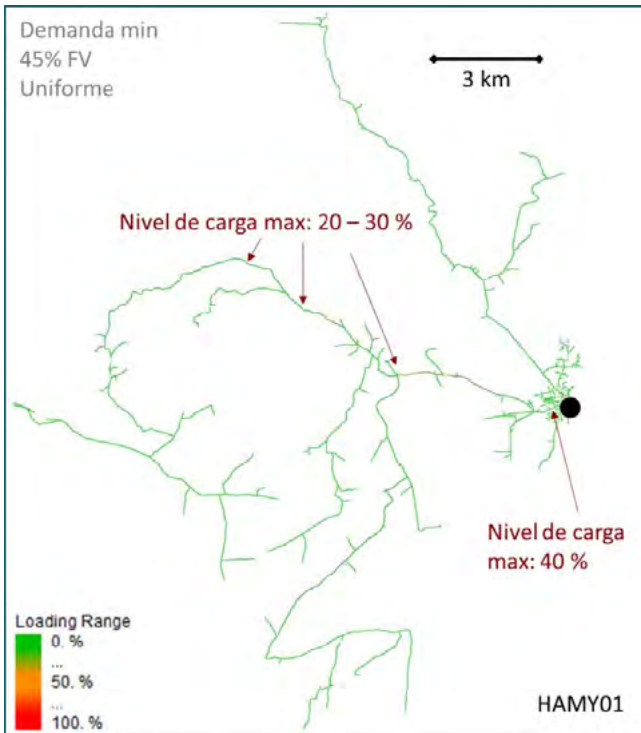 Demanda min
45% FV
Uniforme
3 km
Nivel de carga max: 20 – 30 %
Nivel de carga
max: 40 %
Loading Range
0. %
...
50. %
...
100. %
HAMY01